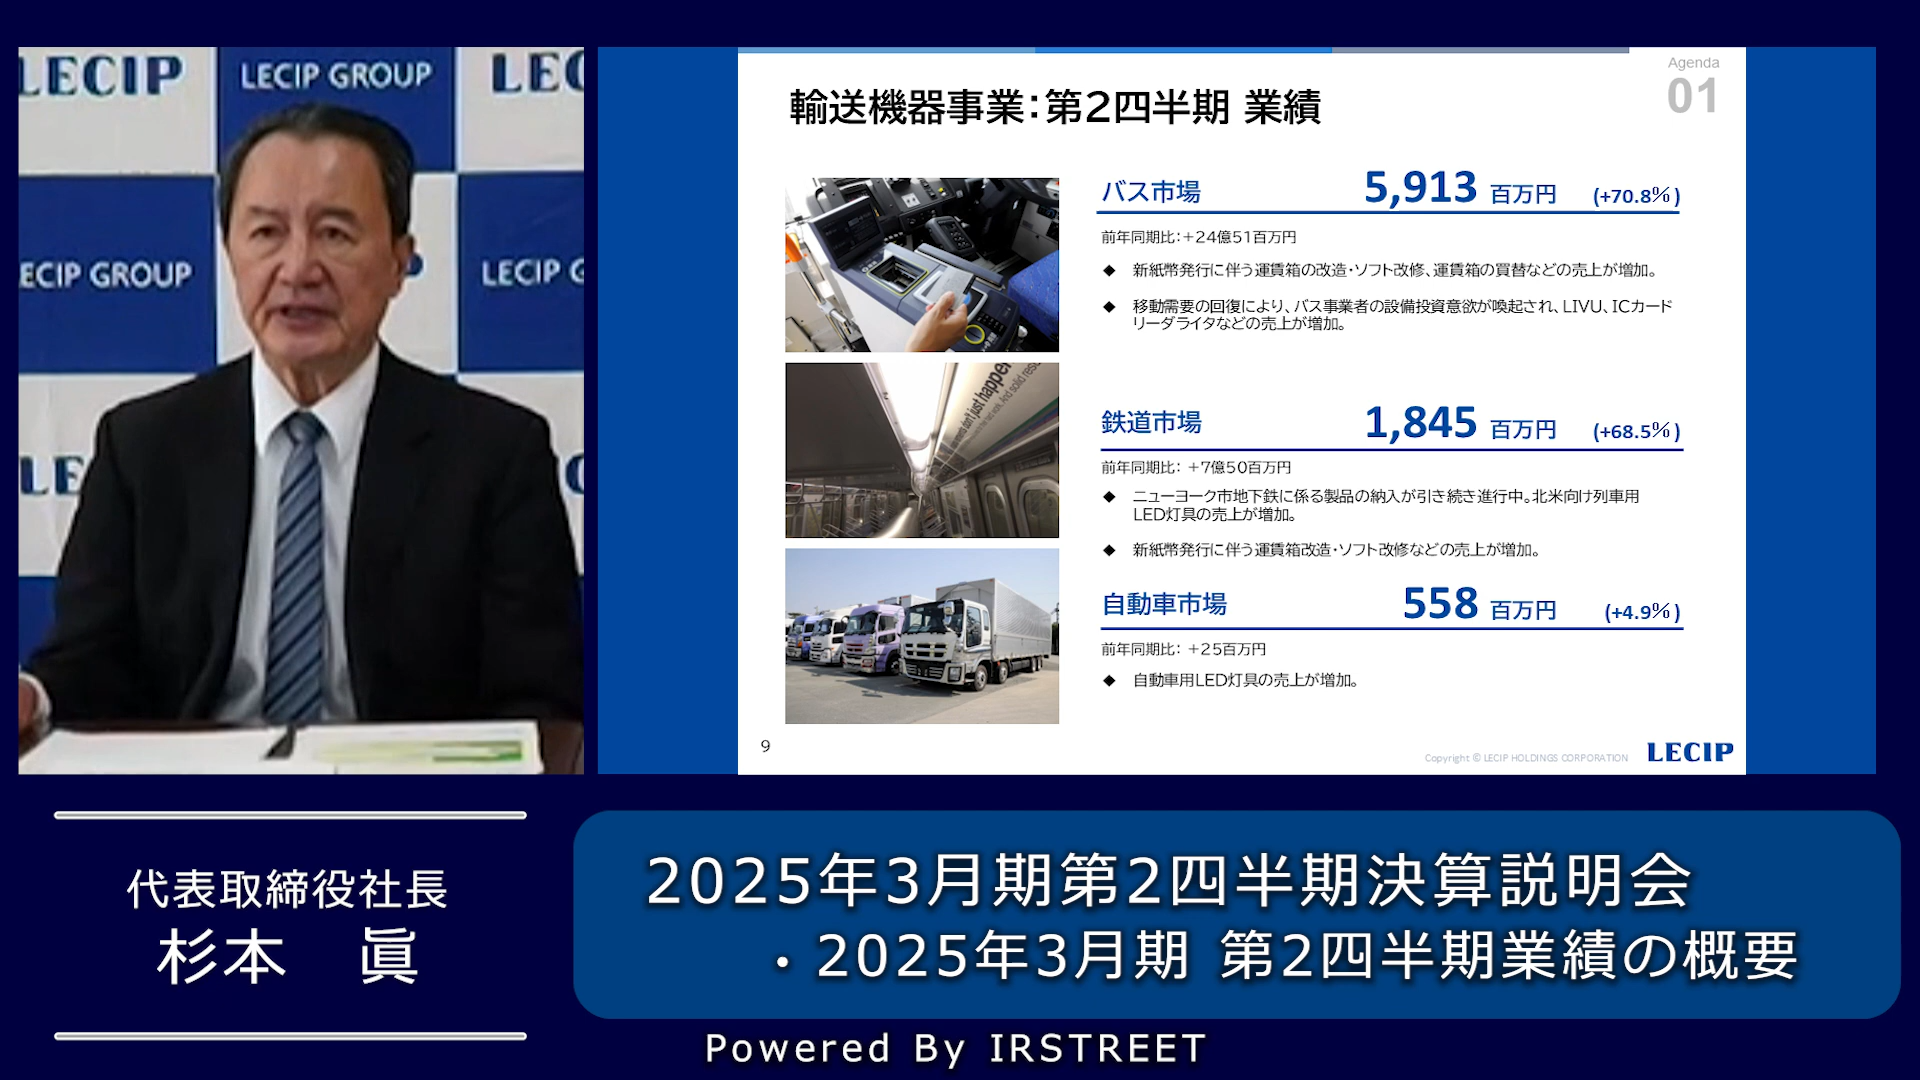 LECIP
LECIP GROUP
LEC
ECIP GROUP
LECIP G
LE
輸送機器事業：第2四半期 業績
Agenda
01
バス市場 5,913 百万円 (+70.8%)
前年同期比：+24億51百万円
◆ 新紙幣発行に伴う運賃箱の改造・ソフト改修、運賃箱の買替などの売上が増加。
◆ 移動需要の回復により、バス事業者の設備投資意欲が喚起され、LIVU、ICカード
リーダライタなどの売上が増加。
鉄道市場 1,845 百万円 (+68.5%)
前年同期比： +7億50百万円
◆ ニューヨーク市地下鉄に係る製品の納入が引き続き進行中。北米向け列車用
LED灯具の売上が増加。
◆ 新紙幣発行に伴う運賃箱改造・ソフト改修などの売上が増加。
自動車市場 558 百万円 (+4.9%)
前年同期比： +25百万円
◆ 自動車用LED灯具の売上が増加。
9
Copyright © LECIP HOLDINGS CORPORATION
LECIP
代表取締役社長
杉本 眞
2025年3月期第2四半期決算説明会
・2025年3月期 第2四半期業績の概要
Powered By IRSTREET